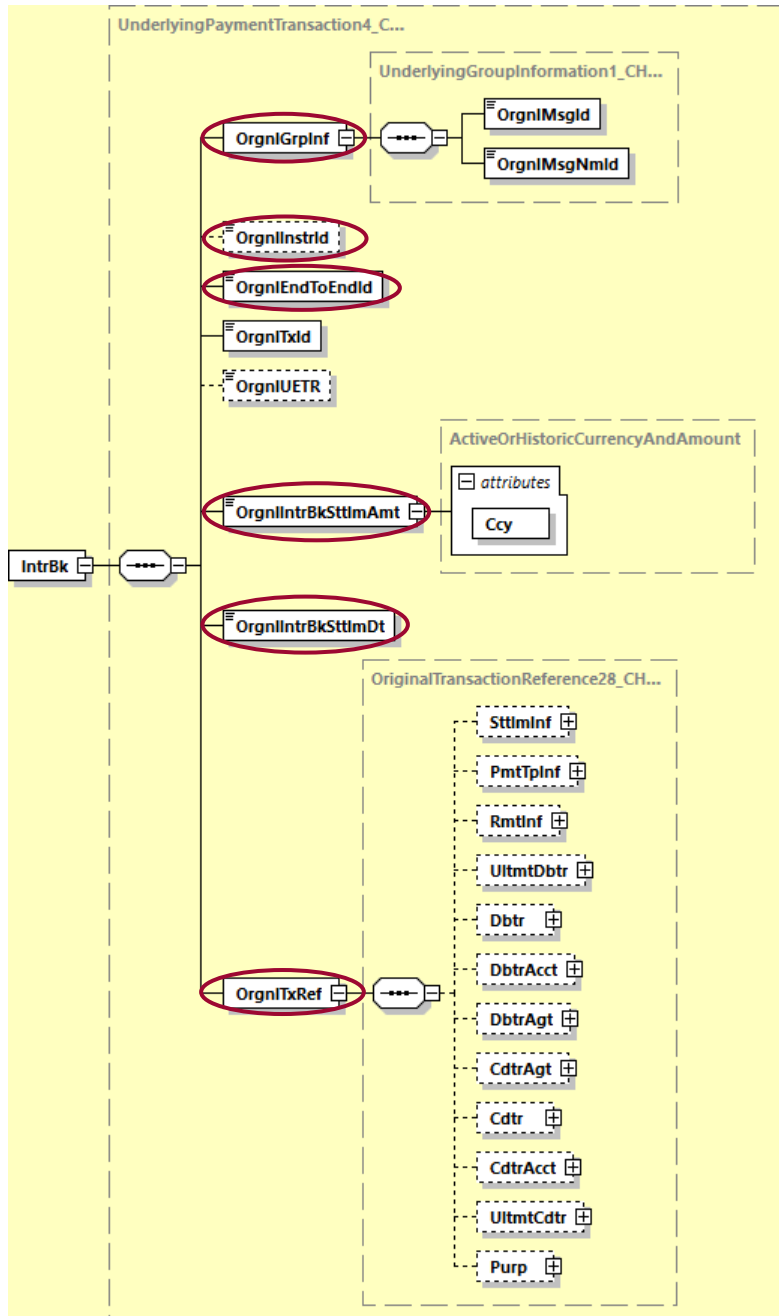 UnderlyingPaymentTransaction4_C...
UnderlyingGroupInformation1_CH...
OrgnlGrpInf
OrgnlMsgId
OrgnlMsgNmId
OrgnlInstrId
OrgnlEndToEndId
OrgnlTxId
OrgnlUETR
ActiveOrHistoricCurrencyAndAmount
attributes
OrgnlIntrBkSttlmAmt
Ccy
IntrBk
OrgnlIntrBkSttlmDt
OriginalTransactionReference28_CH...
SttlmInf
PmtTpInf
RmtInf
UltmtDbtr
Dbtr
DbtrAcct
OrgnlTxRef
DbtrAgt
CdtrAgt
Cdtr
CdtrAcct
UltmtCdtr
Purp